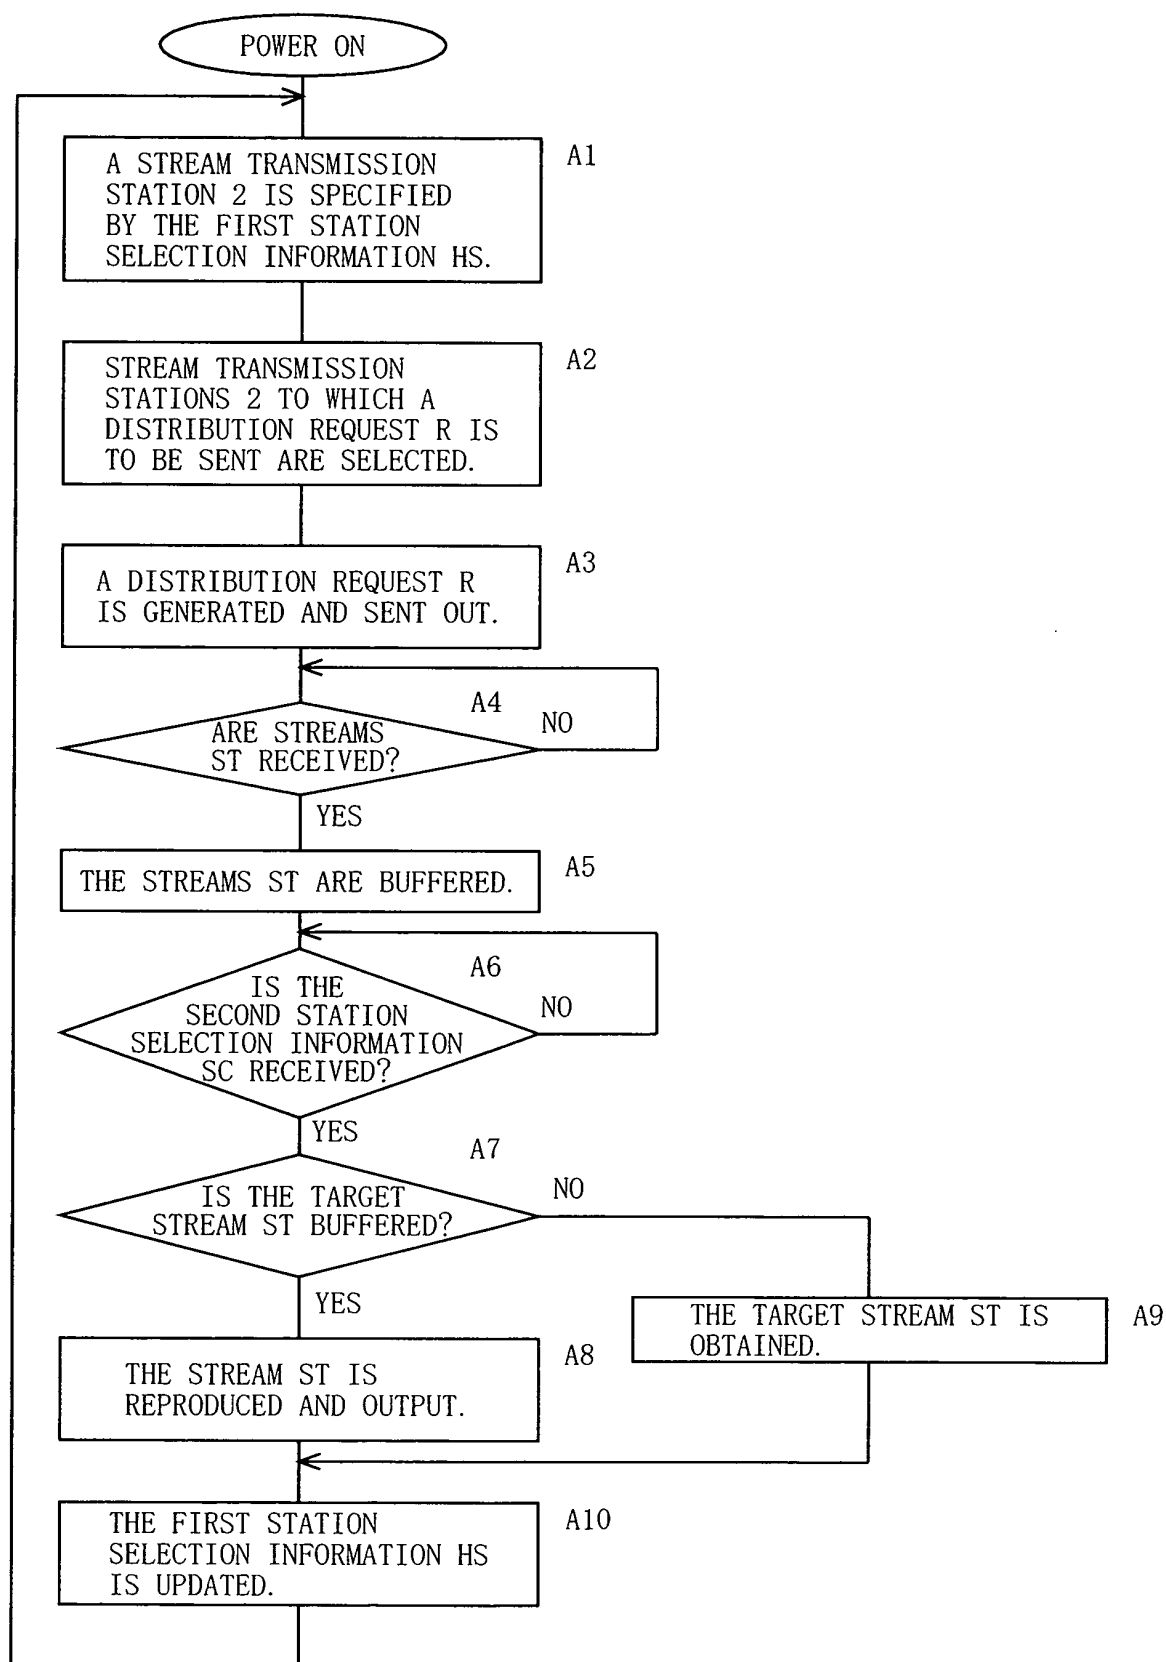 POWER ON
A STREAM TRANSMISSION
STATION 2 IS SPECIFIED
BY THE FIRST STATION
SELECTION INFORMATION HS.
A1
STREAM TRANSMISSION
STATIONS 2 TO WHICH A
DISTRIBUTION REQUEST R IS
TO BE SENT ARE SELECTED.
A2
A DISTRIBUTION REQUEST R
IS GENERATED AND SENT OUT.
A3
A4
ARE STREAMS
ST RECEIVED?
NO
YES
THE STREAMS ST ARE BUFFERED.
A5
A6
IS THE
SECOND STATION
SELECTION INFORMATION
SC RECEIVED?
NO
YES
A7
IS THE TARGET
STREAM ST BUFFERED?
NO
YES
THE TARGET STREAM ST IS
OBTAINED.
A9
THE STREAM ST IS
REPRODUCED AND OUTPUT.
A8
THE FIRST STATION
SELECTION INFORMATION HS
IS UPDATED.
A10